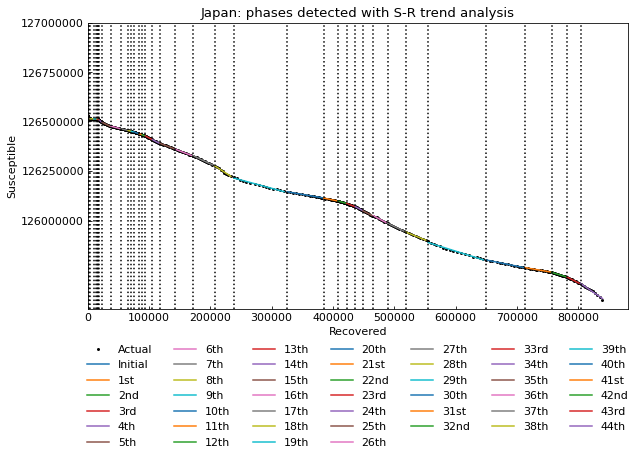 Japan: phases detected with S-R trend analysis
127000000
126750000
126500000
126250000
126000000
Susceptible
0 100000 200000 300000 400000 500000 600000 700000 800000
Recovered
Actual 6th 13th 20th 27th 33rd 39th
Initial 7th 14th 21st 28th 34th 40th
1st 8th 15th 22nd 29th 35th 41st
2nd 9th 16th 23rd 30th 36th 42nd
3rd 10th 17th 24th 31st 37th 43rd
4th 11th 18th 25th 32nd 38th 44th
5th 12th 19th 26th